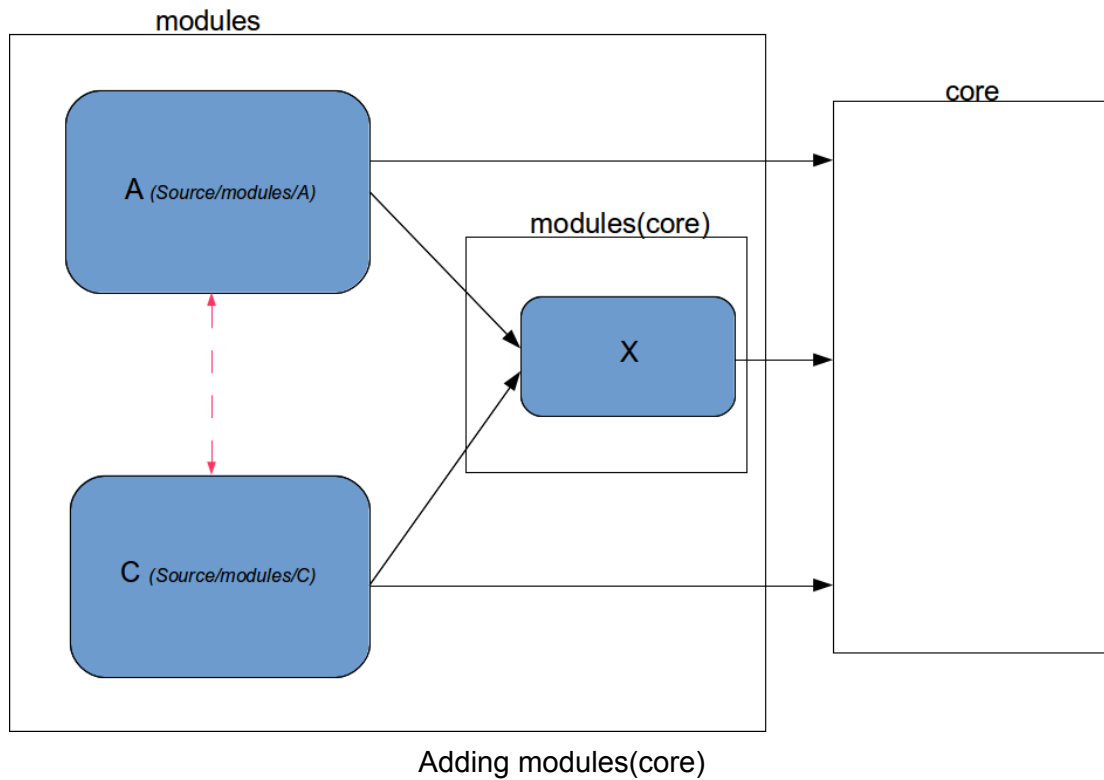 modules
core
A (Source/modules/A)
modules(core)
X
C (Source/modules/C)
Adding modules(core)